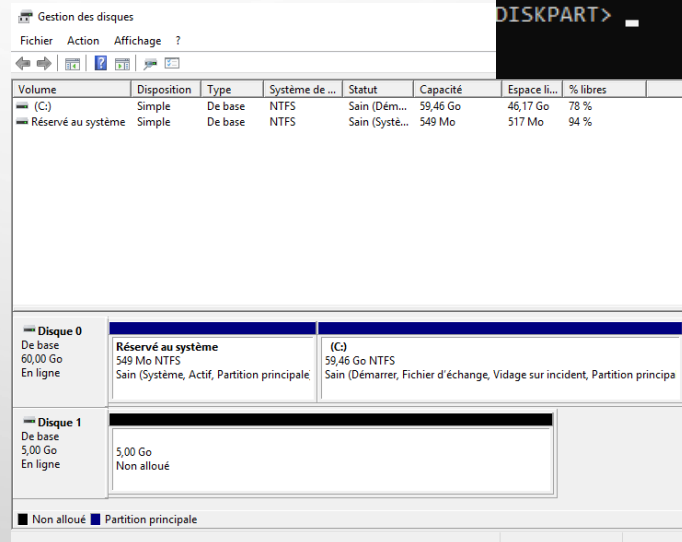 Gestion des disques
DISKPART>
Fichier Action Affichage ?
Volume Disposition Type Système de ... Statut Capacité Espace li... % libres
(C:) Simple De base NTFS Sain (Dém... 59,46 Go 46,17 Go 78 %
Réservé au système Simple De base NTFS Sain (Systè... 549 Mo 517 Mo 94 %
Disque 0
De base
60,00 Go
En ligne
Réservé au système
549 Mo NTFS
Sain (Système, Actif, Partition principale
(C:)
59,46 Go NTFS
Sain (Démarrer, Fichier d'échange, Vidage sur incident, Partition principa
Disque 1
De base
5,00 Go
En ligne
5,00 Go
Non alloué
Non alloué Partition principale